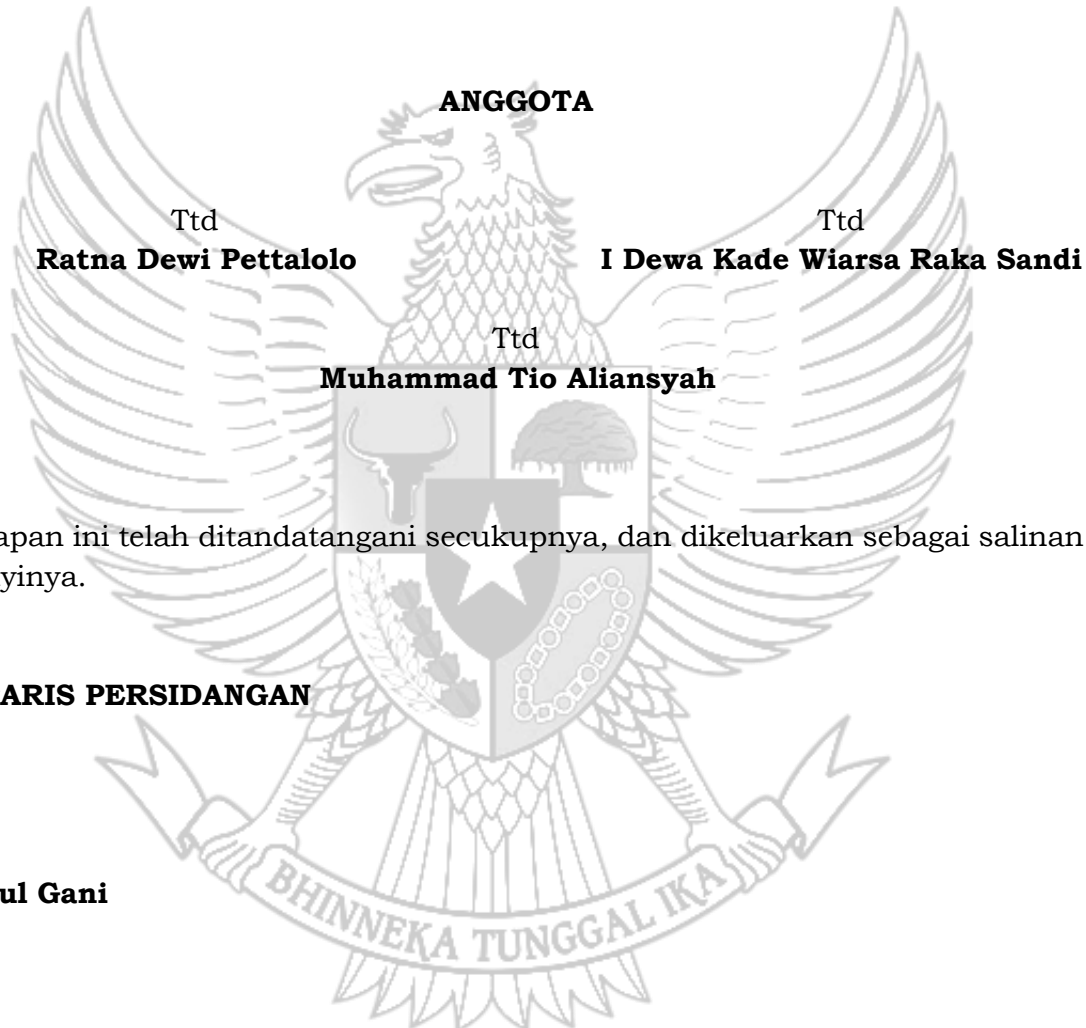 ANGGOTA
Ttd Ttd
Ratna Dewi Pettalolo I Dewa Kade Wiarsa Raka Sandi
Ttd
Muhammad Tio Aliansyah
apan ini telah ditandatangani secukupnya, dan dikeluarkan sebagai salinan
yinya.
ARIS PERSIDANGAN
ul Gani
BHINNEKA TUNGGAL IKA